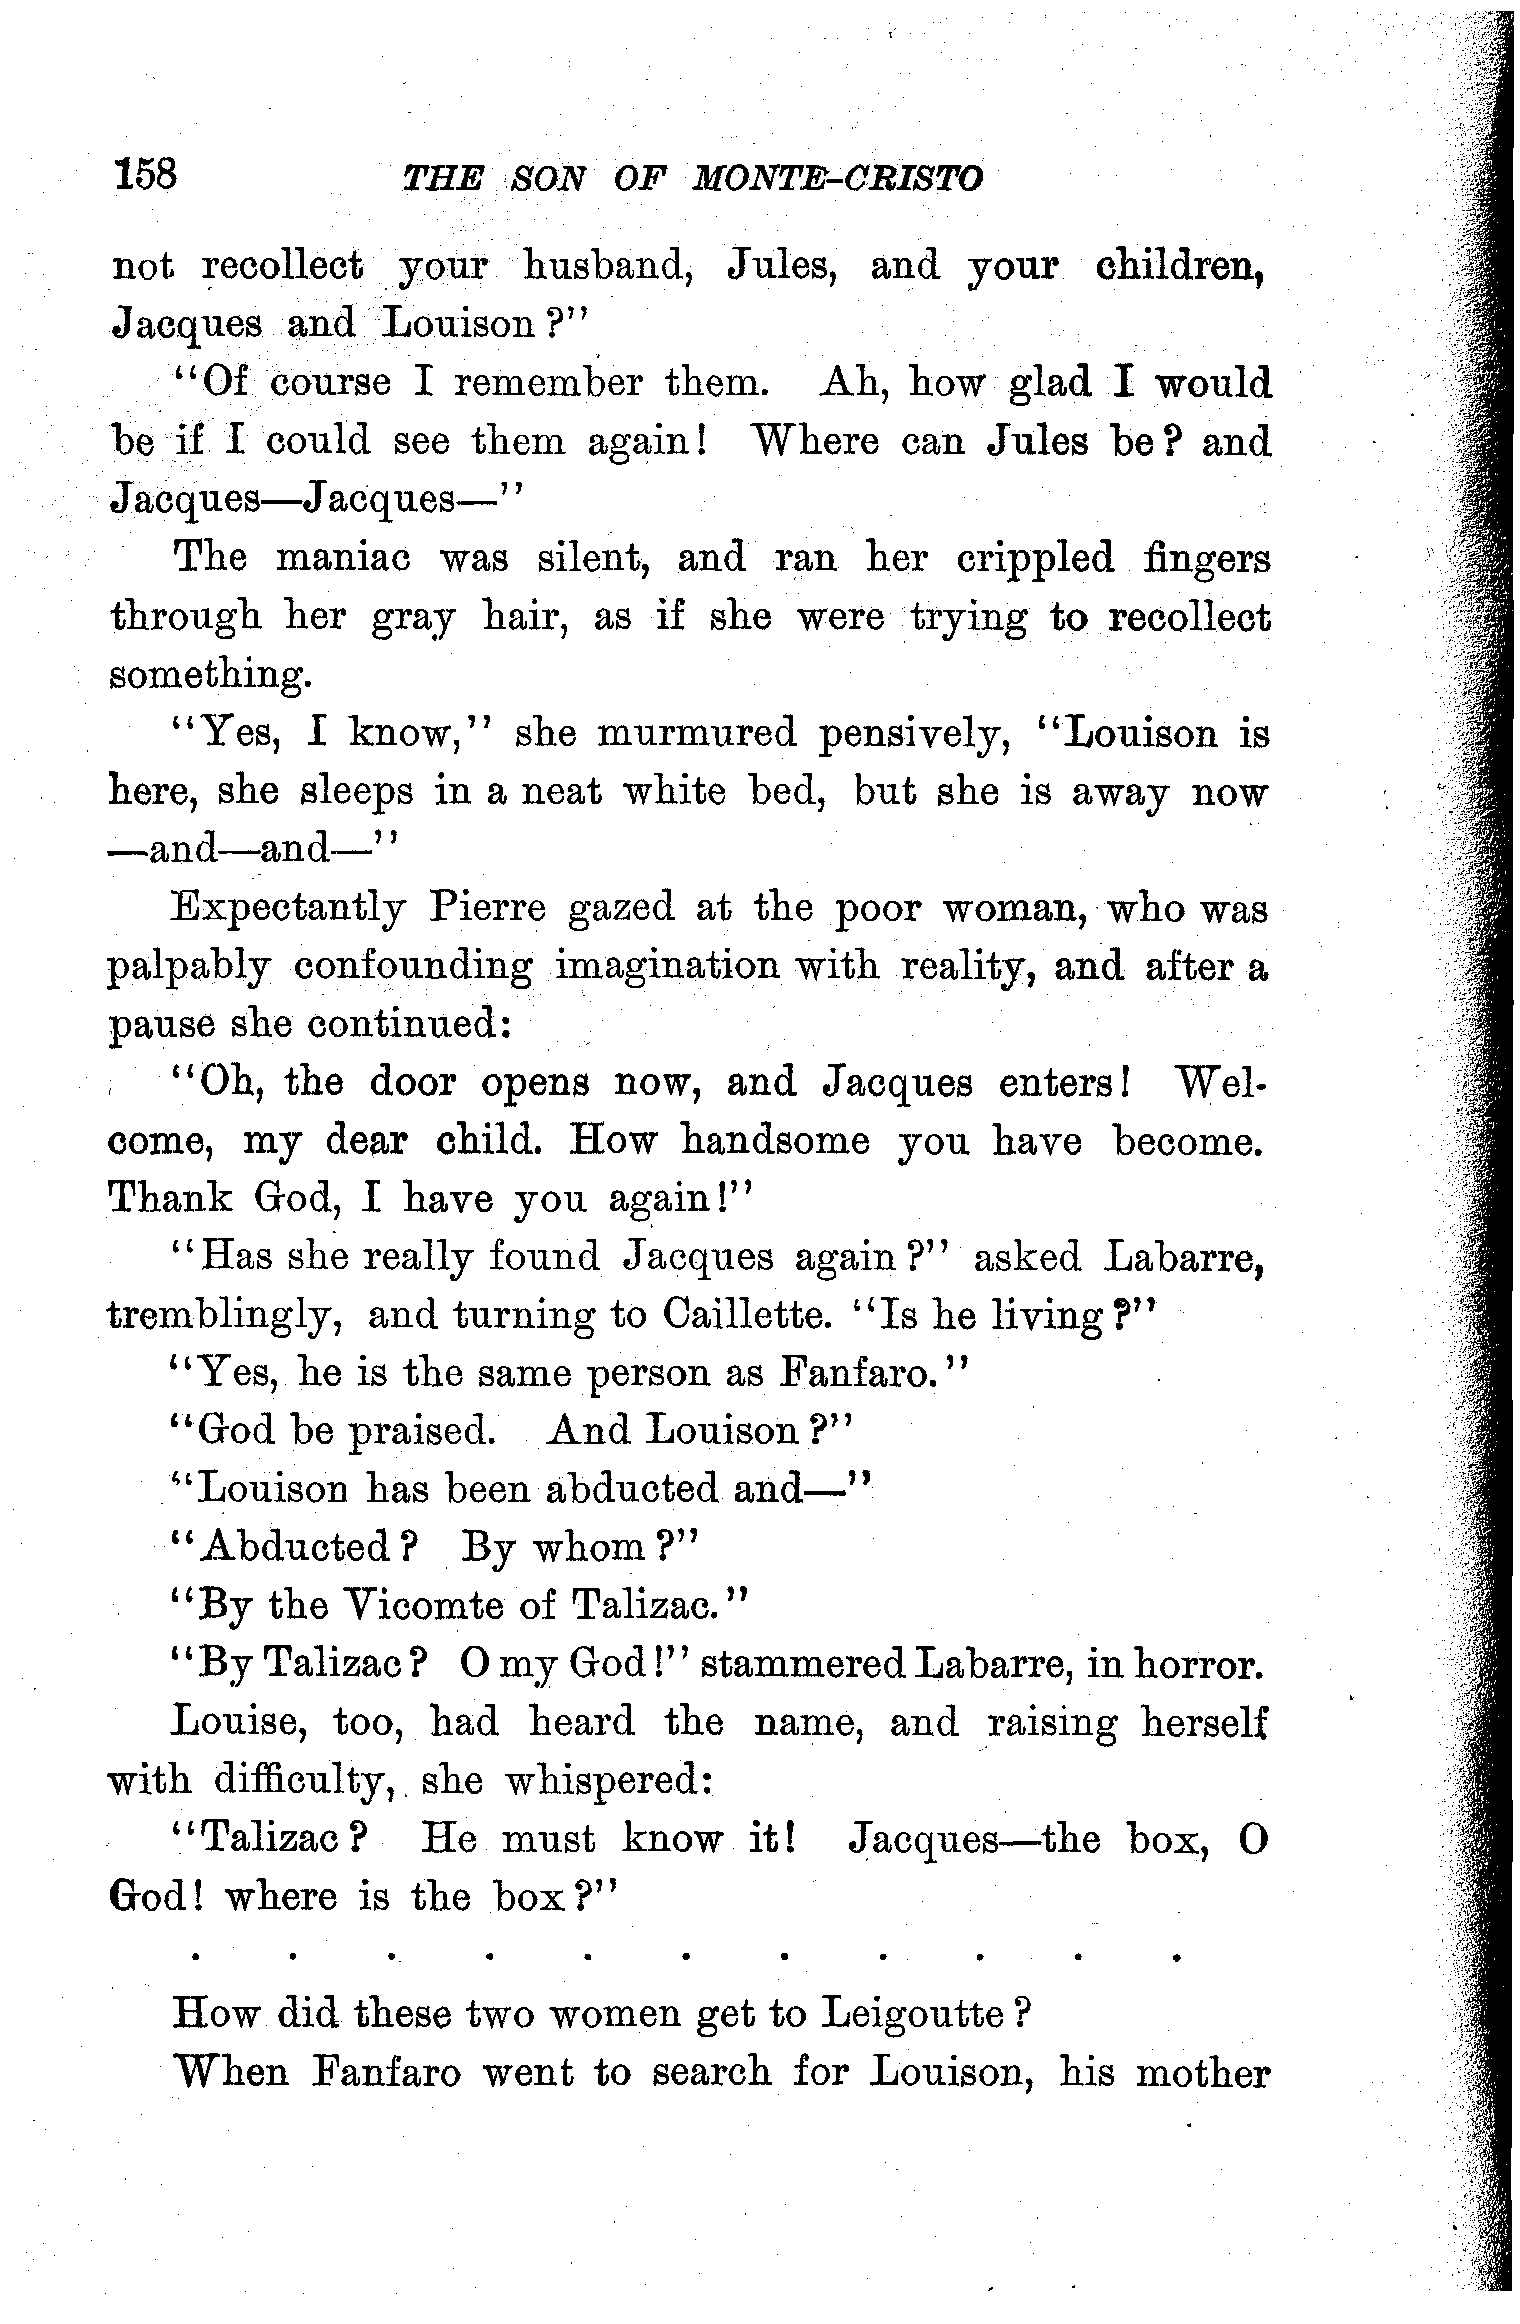 158 THE SON OF MONTE-CRISTO
not recollect your husband, Jules, and your children,
Jacques and Louison?"
"Of course I remember them. Ah, how glad I would
be if I could see them again! Where can Jules be? and
Jacques—Jacques—"
The maniac was silent, and ran her crippled fingers
through her gray hair, as if she were trying to recollect
something.
"Yes, I know," she murmured pensively, "Louison is
here, she sleeps in a neat white bed, but she is away now
—and—and—"
Expectantly Pierre gazed at the poor woman, who was
palpably confounding imagination with reality, and after a
pause she continued:
"Oh, the door opens now, and Jacques enters! Wel-
come, my dear child. How handsome you have become.
Thank God, I have you again!"
"Has she really found Jacques again?" asked Labarre,
tremblingly, and turning to Caillette. "Is he living?"
"Yes, he is the same person as Fanfaro."
"God be praised. And Louison?"
"Louison has been abducted and—"
"Abducted? By whom?"
"By the Vicomte of Talizac."
"By Talizac? O my God!" stammered Labarre, in horror.
Louise, too, had heard the name, and raising herself
with difficulty, she whispered:
"Talizac? He must know it! Jacques—the box, O
God! where is the box?"
. . . . . . . . . . .
How did these two women get to Leigoutte?
When Fanfaro went to search for Louison, his mother